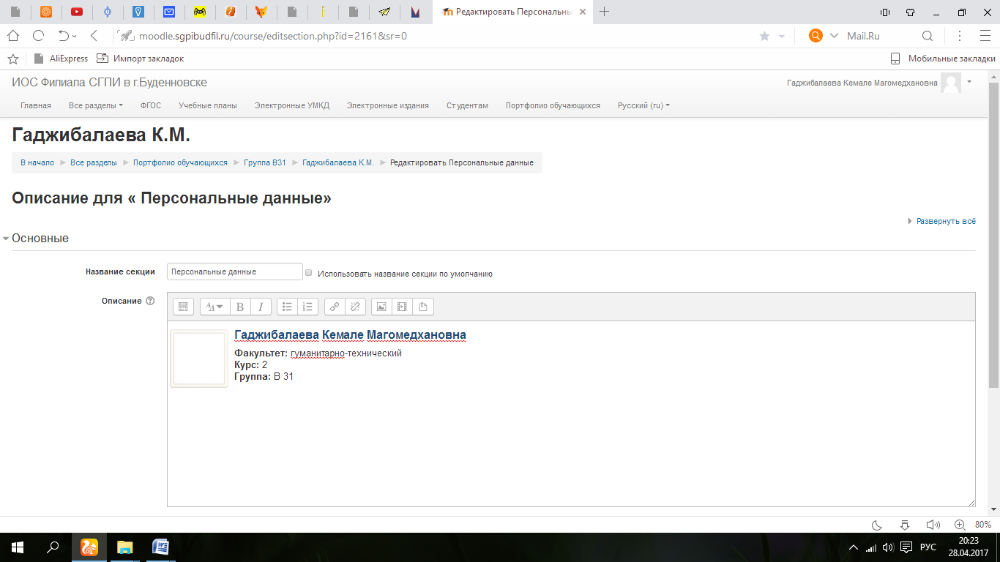 Редактировать Персональны
moodle.sgpibudfil.ru/course/editsection.php?id=2161&sr=0
Mail.Ru
AliExpress
Импорт закладок
Мобильные закладки
ИОС Филиала СГПИ в г.Буденновске
Гаджибалаева Кемале Магомедхановна
Главная
Все разделы
ФГОС
Учебные планы
Электронные УМКД
Электронные издания
Студентам
Портфолио обучающихся
Русский (ru)
Гаджибалаева К.М.
В начало
Все разделы
Портфолио обучающихся
Группа В31
Гаджибалаева К.М.
Редактировать Персональные данные
Описание для « Персональные данные»
Развернуть всё
Основные
Название секции
Персональные данные
Использовать название секции по умолчанию
Описание
Гаджибалаева Кемале Магомедхановна
Факультет: гуманитарно-технический
Курс: 2
Группа: В 31
80%
РУС
20:23
28.04.2017